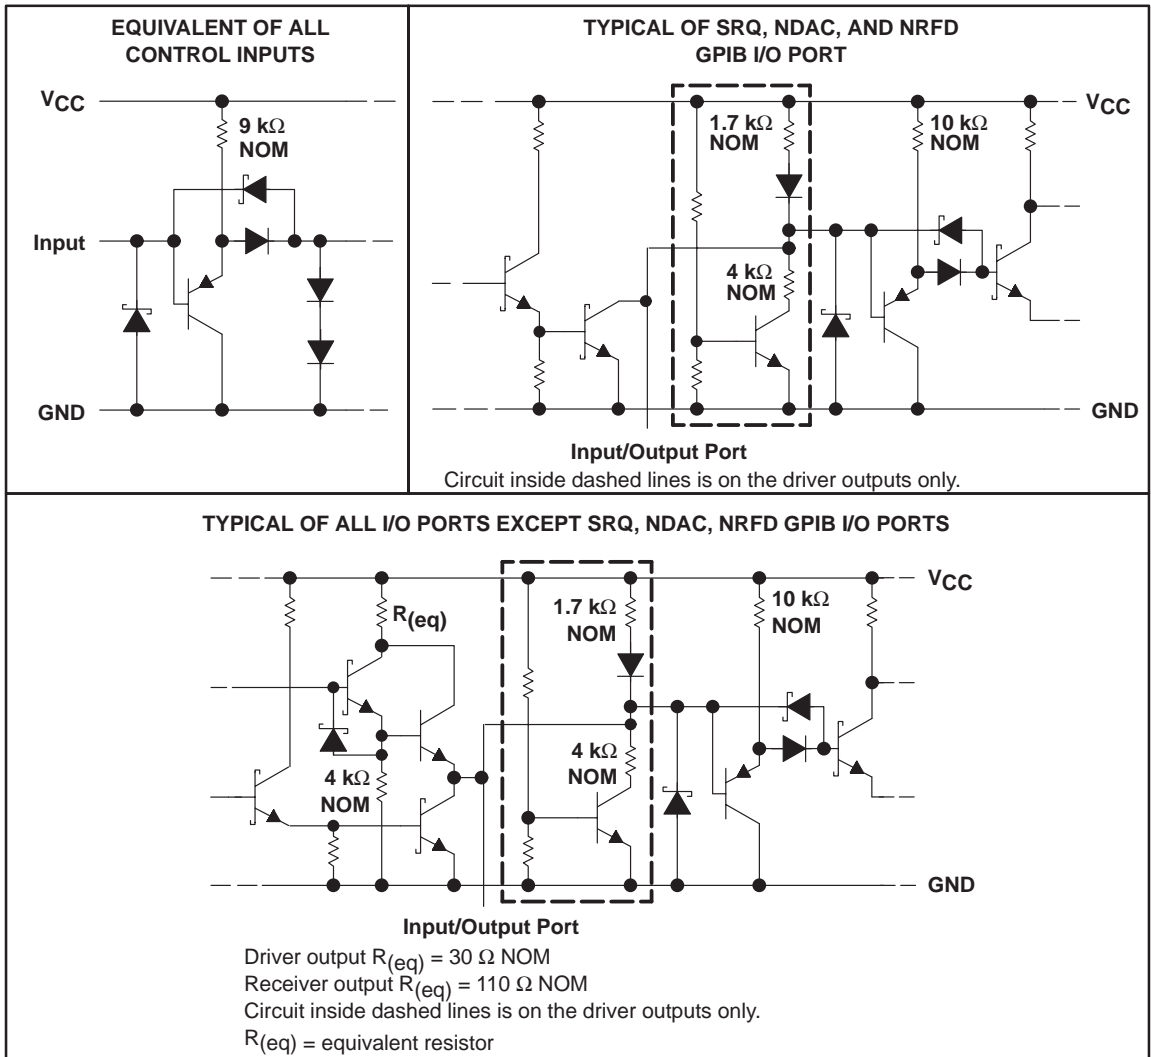 EQUIVALENT OF ALL
CONTROL INPUTS
VCC
9 kΩ
NOM
Input
GND
TYPICAL OF SRQ, NDAC, AND NRFD
GPIB I/O PORT
VCC
1.7 kΩ
NOM
10 kΩ
NOM
4 kΩ
NOM
GND
Input/Output Port
Circuit inside dashed lines is on the driver outputs only.
TYPICAL OF ALL I/O PORTS EXCEPT SRQ, NDAC, NRFD GPIB I/O PORTS
VCC
R(eq)
1.7 kΩ
NOM
10 kΩ
NOM
4 kΩ
NOM
4 kΩ
NOM
GND
Input/Output Port
Driver output R(eq) = 30 Ω NOM
Receiver output R(eq) = 110 Ω NOM
Circuit inside dashed lines is on the driver outputs only.
R(eq) = equivalent resistor